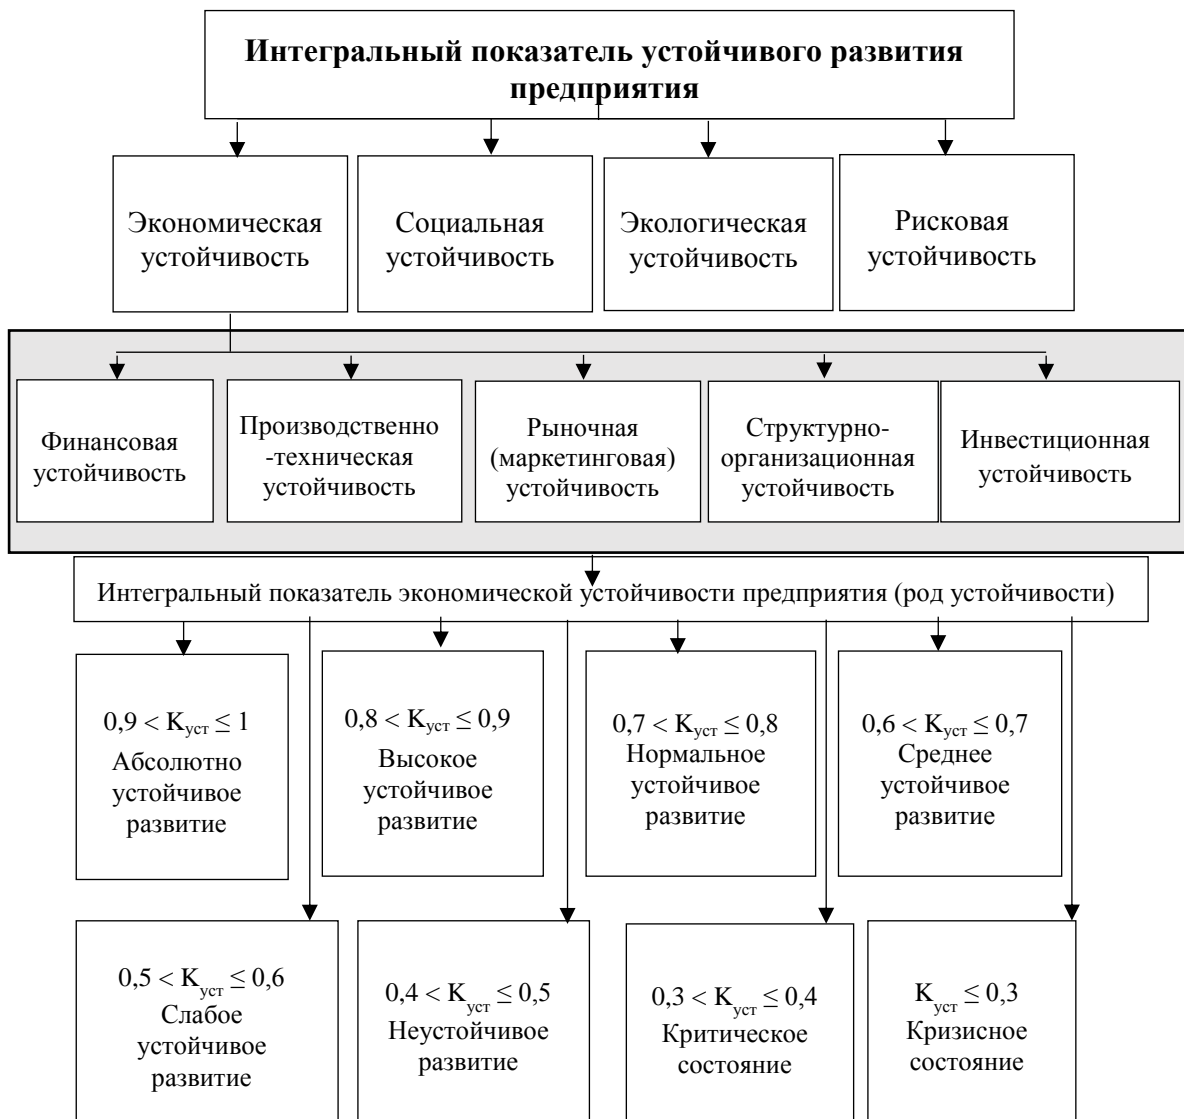 Интегральный показатель устойчивого развития
предприятия
Экономическая
устойчивость
Социальная
устойчивость
Экологическая
устойчивость
Рисковая
устойчивость
Финансовая
устойчивость
Производственно
-техническая
устойчивость
Рыночная
(маркетинговая)
устойчивость
Структурно-
организационная
устойчивость
Инвестиционная
устойчивость
Интегральный показатель экономической устойчивости предприятия (род устойчивости)
0,9 < Kуст ≤ 1
Абсолютно
устойчивое
развитие
0,8 < Kуст ≤ 0,9
Высокое
устойчивое
развитие
0,7 < Kуст ≤ 0,8
Нормальное
устойчивое
развитие
0,6 < Kуст ≤ 0,7
Среднее
устойчивое
развитие
0,5 < Kуст ≤ 0,6
Слабое
устойчивое
развитие
0,4 < Kуст ≤ 0,5
Неустойчивое
развитие
0,3 < Kуст ≤ 0,4
Критическое
состояние
Kуст ≤ 0,3
Кризисное
состояние